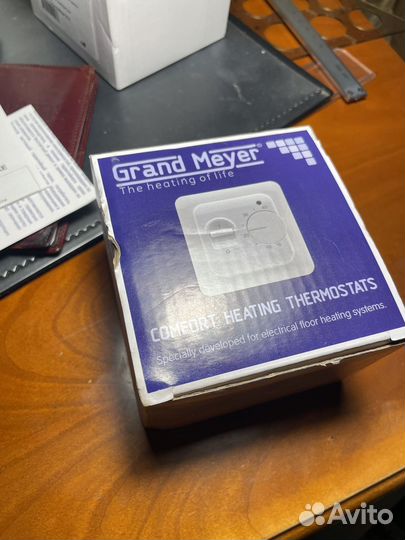 Grand Meyer®
The heating of life
COMFORT HEATING THERMOSTATS
Specially developed for electrical floor heating systems.
Avito